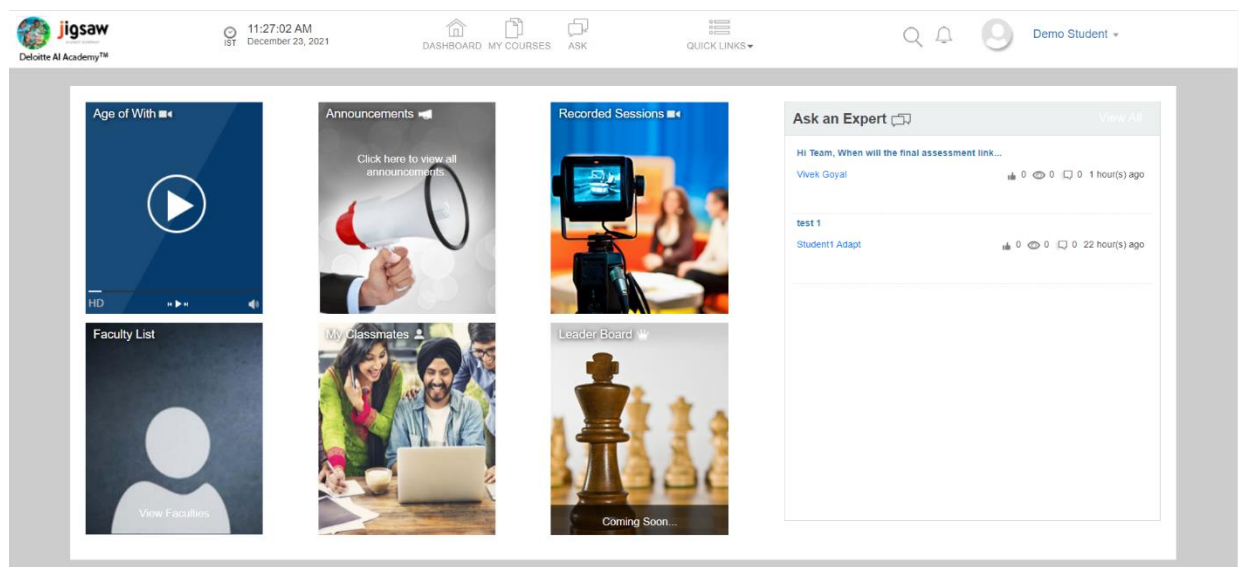 jigsaw
Deloitte AI Academy™
11:27:02 AM
IST
December 23, 2021
DASHBOARD
MY COURSES
ASK
QUICK LINKS
Demo Student
Age of With
HD
Announcements
Click here to view all
announcements.
Recorded Sessions
Faculty List
View Faculties
My Classmates
Leader Board
Coming Soon...
Ask an Expert
View All
Hi Team, When will the final assessment link...
Vivek Goyal
0 0 0 1 hour(s) ago
test 1
Student1 Adapt
0 0 0 22 hour(s) ago